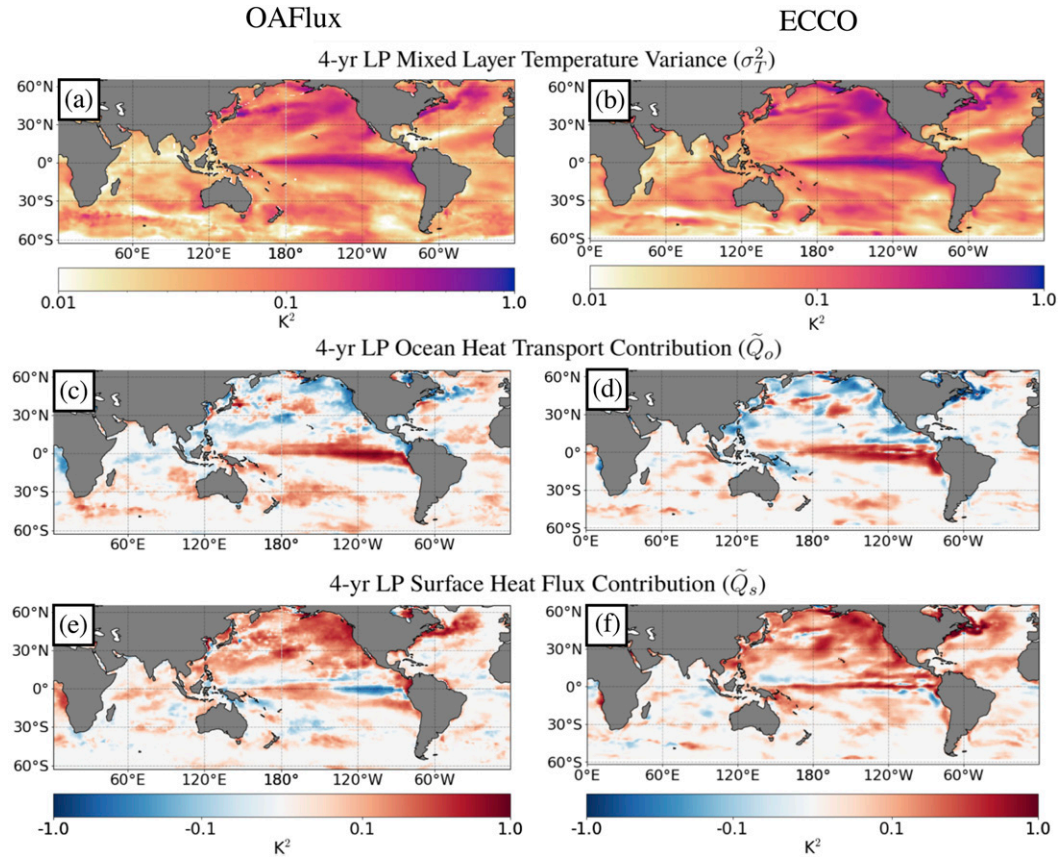 OAFlux ECCO
4-yr LP Mixed Layer Temperature Variance (σ_T^2)
(a) (b)
60°N 60°N
30°N 30°N
0° 0°
30°S 30°S
60°S 60°S
60°E 120°E 180° 120°W 60°W 0°E 60°E 120°E 180° 120°W 60°W
0.01 0.1 1.0 0.01 0.1 1.0
K² K²
4-yr LP Ocean Heat Transport Contribution (Q̃_o)
(c) (d)
60°N 60°N
30°N 30°N
0° 0°
30°S 30°S
60°S 60°S
60°E 120°E 180° 120°W 60°W 0°E 60°E 120°E 180° 120°W 60°W
4-yr LP Surface Heat Flux Contribution (Q̃_s)
(e) (f)
60°N 60°N
30°N 30°N
0° 0°
30°S 30°S
60°S 60°S
60°E 120°E 180° 120°W 60°W 0°E 60°E 120°E 180° 120°W 60°W
-1.0 -0.1 0.1 1.0 -1.0 -0.1 0.1 1.0
K² K²